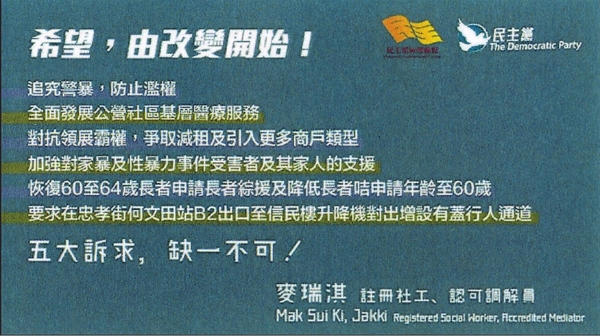 希望，由改變開始！
民主
民主黨
The Democratic Party
追究警暴，防止濫權
全面發展公營社區基層醫療服務
對抗領展霸權，爭取減租及引入更多商戶類型
加強對家暴及性暴力事件受害者及其家人的支援
恢復60至64歲長者申請長者綜援及降低長者咭申請年齡至60歲
要求在忠孝街何文田站B2出口至信民樓升降機對出增設有蓋行人通道
五大訴求，缺一不可！
麥瑞淇 註冊社工、認可調解員
Mak Sui Ki, Jakki Registered Social Worker, Accredited Mediator